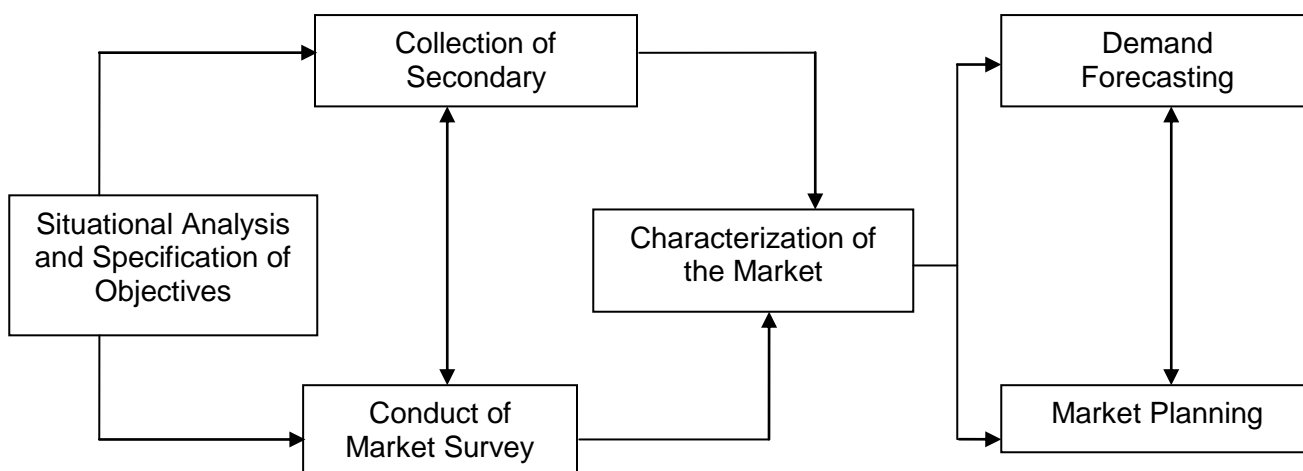 Collection of
Secondary
Demand
Forecasting
Situational Analysis
and Specification of
Objectives
Characterization of
the Market
Conduct of
Market Survey
Market Planning